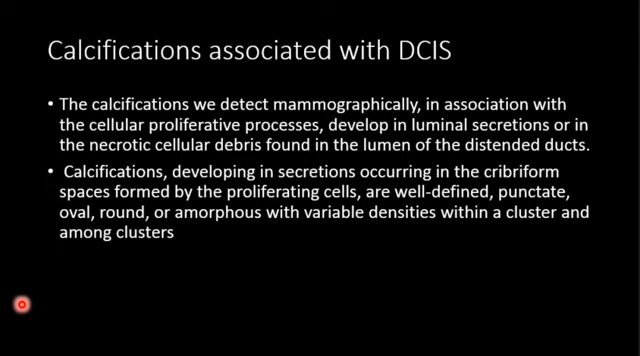 Calcifications associated with DCIS
• The calcifications we detect mammographically, in association with
the cellular proliferative processes, develop in luminal secretions or in
the necrotic cellular debris found in the lumen of the distended ducts.
• Calcifications, developing in secretions occurring in the cribriform
spaces formed by the proliferating cells, are well-defined, punctate,
oval, round, or amorphous with variable densities within a cluster and
among clusters